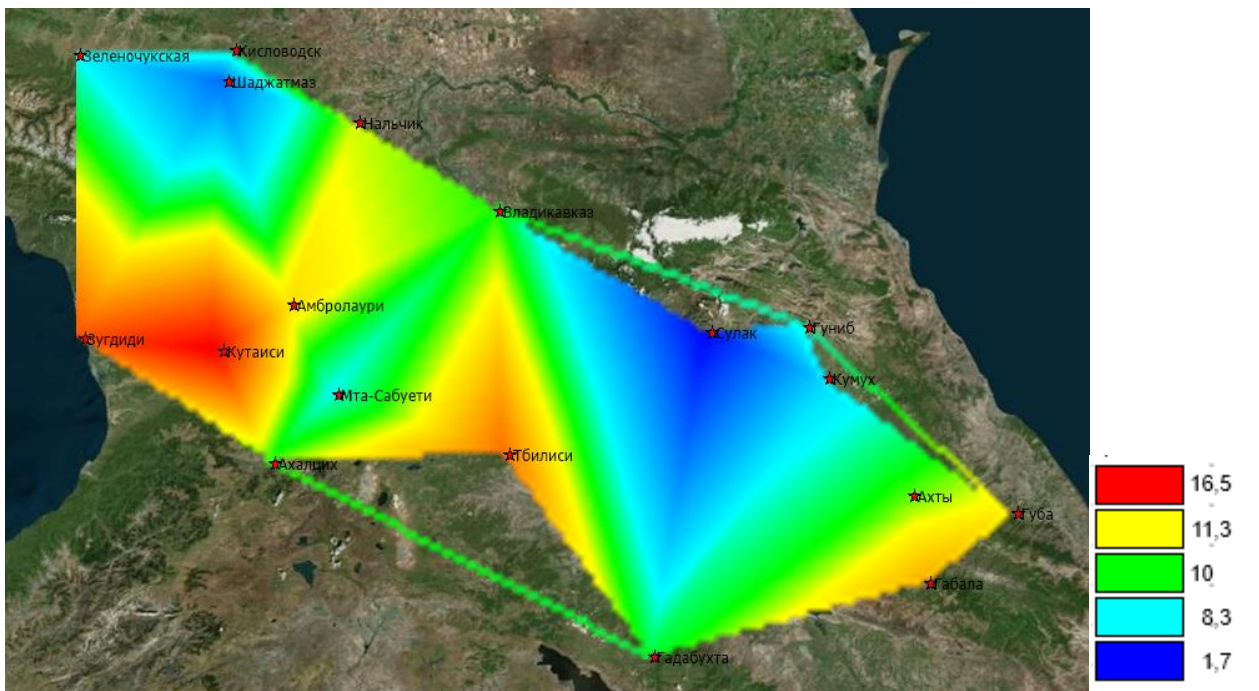 Зеленочукская
Кисловодск
Шаджатмаз
Нальчик
Владикавказ
Амбролаури
Зугдиди
Кутаиси
Сулак
Гуниб
Кумух
Мта-Сабуети
Ахалцих
Тбилиси
Ахты
Губа
Габала
Гадабухта
16,5
11,3
10
8,3
1,7